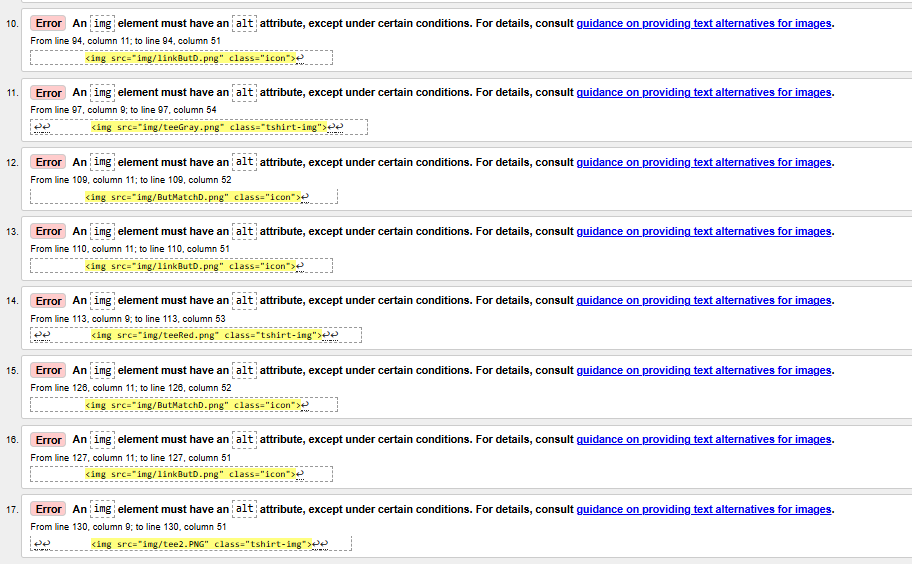 10. Error An img element must have an alt attribute, except under certain conditions. For details, consult guidance on providing text alternatives for images.
From line 94, column 11; to line 94, column 51
<img src="img/linkButD.png" class="icon">↩
11. Error An img element must have an alt attribute, except under certain conditions. For details, consult guidance on providing text alternatives for images.
From line 97, column 9; to line 97, column 54
↩↩ <img src="img/teeGray.png" class="tshirt-img">↩↩
12. Error An img element must have an alt attribute, except under certain conditions. For details, consult guidance on providing text alternatives for images.
From line 109, column 11; to line 109, column 52
<img src="img/ButMatchD.png" class="icon">↩
13. Error An img element must have an alt attribute, except under certain conditions. For details, consult guidance on providing text alternatives for images.
From line 110, column 11; to line 110, column 51
<img src="img/linkButD.png" class="icon">↩
14. Error An img element must have an alt attribute, except under certain conditions. For details, consult guidance on providing text alternatives for images.
From line 113, column 9; to line 113, column 53
↩↩ <img src="img/teeRed.png" class="tshirt-img">↩↩
15. Error An img element must have an alt attribute, except under certain conditions. For details, consult guidance on providing text alternatives for images.
From line 126, column 11; to line 126, column 52
<img src="img/ButMatchD.png" class="icon">↩
16. Error An img element must have an alt attribute, except under certain conditions. For details, consult guidance on providing text alternatives for images.
From line 127, column 11; to line 127, column 51
<img src="img/linkButD.png" class="icon">↩
17. Error An img element must have an alt attribute, except under certain conditions. For details, consult guidance on providing text alternatives for images.
From line 130, column 9; to line 130, column 51
↩↩ <img src="img/tee2.PNG" class="tshirt-img">↩↩